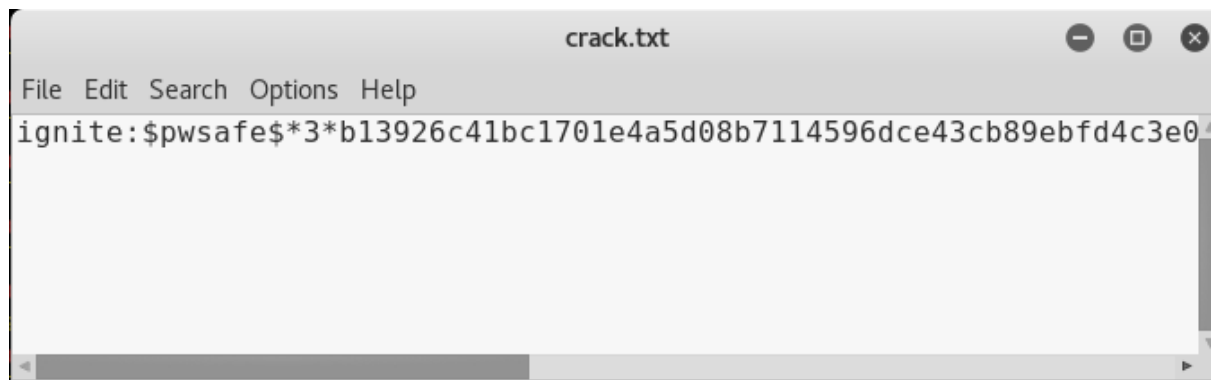 crack.txt
File Edit Search Options Help
ignite:$pwsafe$*3*b13926c41bc1701e4a5d08b7114596dce43cb89ebfd4c3e0